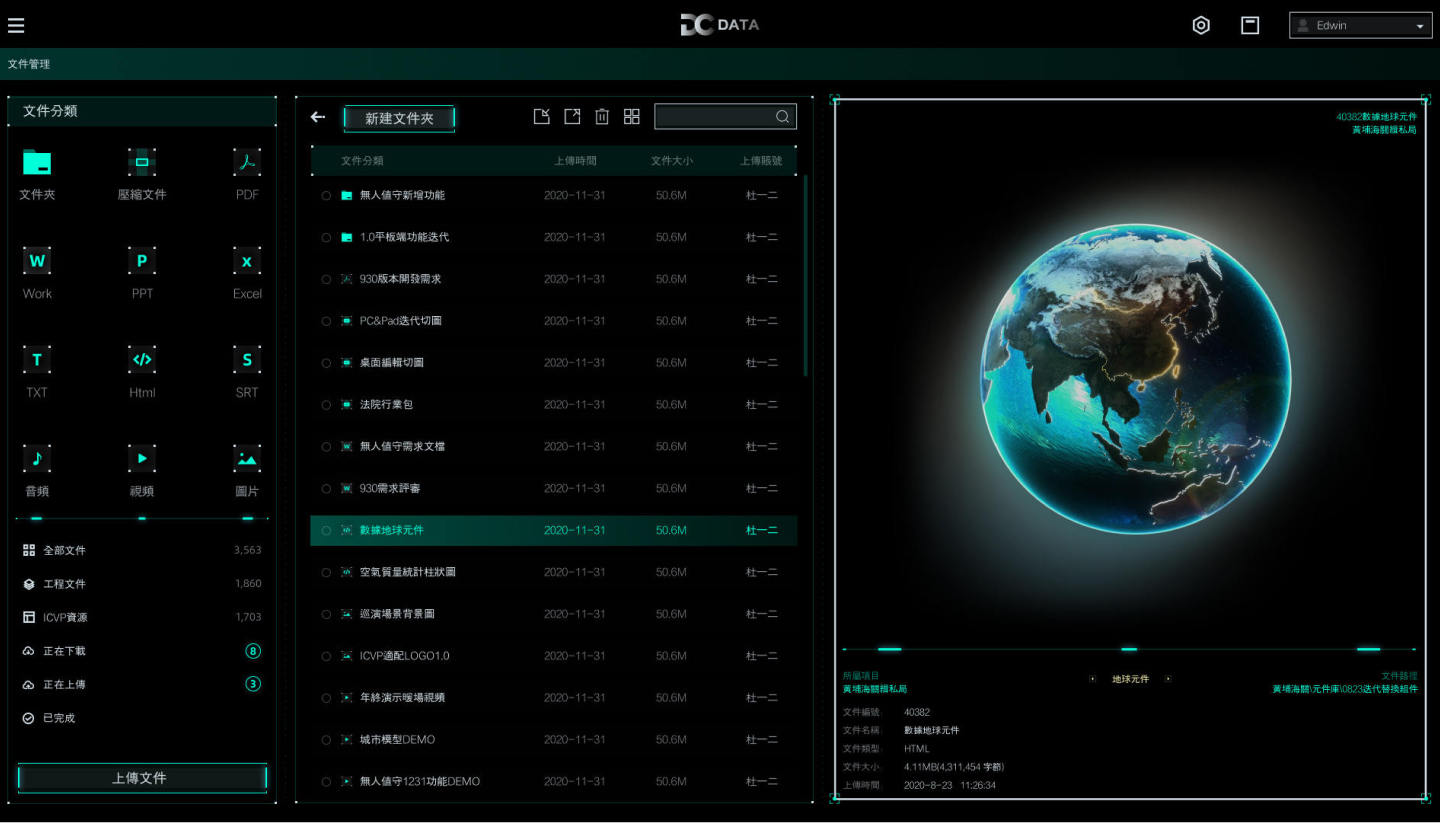 DC DATA
Edwin
文件管理
文件分類
文件夾 壓縮文件 PDF
W P X
Work PPT Excel
T </> S
TXT Html SRT
音頻 視頻 圖片
全部文件 3,563
工程文件 1,860
ICVP資源 1,703
正在下載 8
正在上傳 3
已完成
上傳文件
新建文件夾
文件分類 上傳時間 文件大小 上傳賬號
無人值守新增功能 2020-11-31 50.6M 杜一二
1.0平板端功能迭代 2020-11-31 50.6M 杜一二
930版本開發需求 2020-11-31 50.6M 杜一二
PC&Pad迭代切圖 2020-11-31 50.6M 杜一二
桌面編輯切圖 2020-11-31 50.6M 杜一二
法院行業包 2020-11-31 50.6M 杜一二
無人值守需求文檔 2020-11-31 50.6M 杜一二
930需求評審 2020-11-31 50.6M 杜一二
數據地球元件 2020-11-31 50.6M 杜一二
空氣質量統計柱狀圖 2020-11-31 50.6M 杜一二
巡演場景背景圖 2020-11-31 50.6M 杜一二
ICVP適配LOGO1.0 2020-11-31 50.6M 杜一二
年終演示暖場視頻 2020-11-31 50.6M 杜一二
城市模型DEMO 2020-11-31 50.6M 杜一二
無人值守1231功能DEMO 2020-11-31 50.6M 杜一二
40382數據地球元件
黃埔海關緝私局
所屬項目
黃埔海關緝私局
地球元件
文件路徑
黃埔海關\元件庫\0823迭代替換組件
文件編號 40382
文件名稱 數據地球元件
文件類型 HTML
文件大小 4.11MB(4,311,454 字節)
上傳時間 2020-8-23 11:26:34